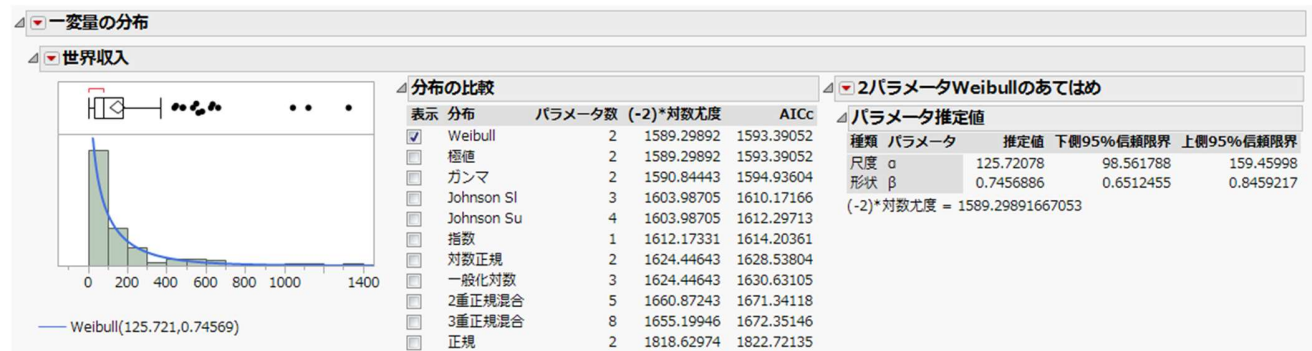 一変量の分布
世界収入
0 200 400 600 800 1000 1400
Weibull(125.721,0.74569)
分布の比較
表示 分布 パラメータ数 (-2)*対数尤度 AICc
Weibull 2 1589.29892 1593.39052
極値 2 1589.29892 1593.39052
ガンマ 2 1590.84443 1594.93604
Johnson Sl 3 1603.98705 1610.17166
Johnson Su 4 1603.98705 1612.29713
指数 1 1612.17331 1614.20361
対数正規 2 1624.44643 1628.53804
一般化対数 3 1624.44643 1630.63105
2重正規混合 5 1660.87243 1671.34118
3重正規混合 8 1655.19946 1672.35146
正規 2 1818.62974 1822.72135
2パラメータWeibullのあてはめ
パラメータ推定値
種類 パラメータ 推定値 下側95%信頼限界 上側95%信頼限界
尺度 α 125.72078 98.561788 159.45998
形状 β 0.7456886 0.6512455 0.8459217
(-2)*対数尤度 = 1589.29891667053